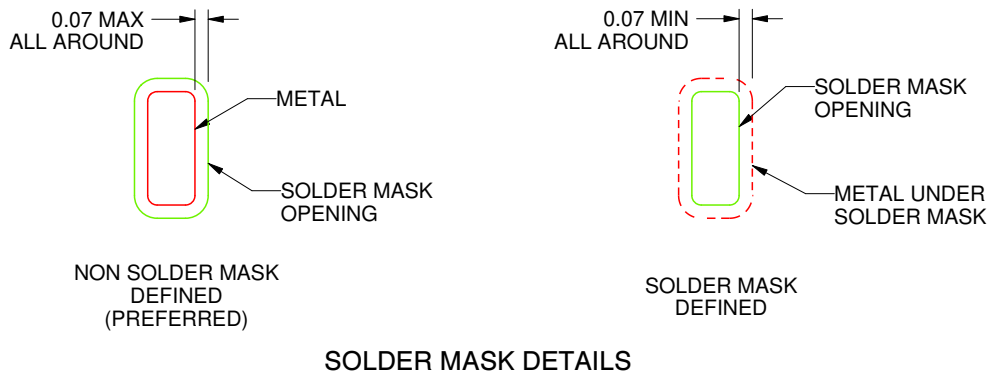 0.07 MAX
ALL AROUND
METAL
SOLDER MASK
OPENING
NON SOLDER MASK
DEFINED
(PREFERRED)
0.07 MIN
ALL AROUND
SOLDER MASK
OPENING
METAL UNDER
SOLDER MASK
SOLDER MASK
DEFINED
SOLDER MASK DETAILS